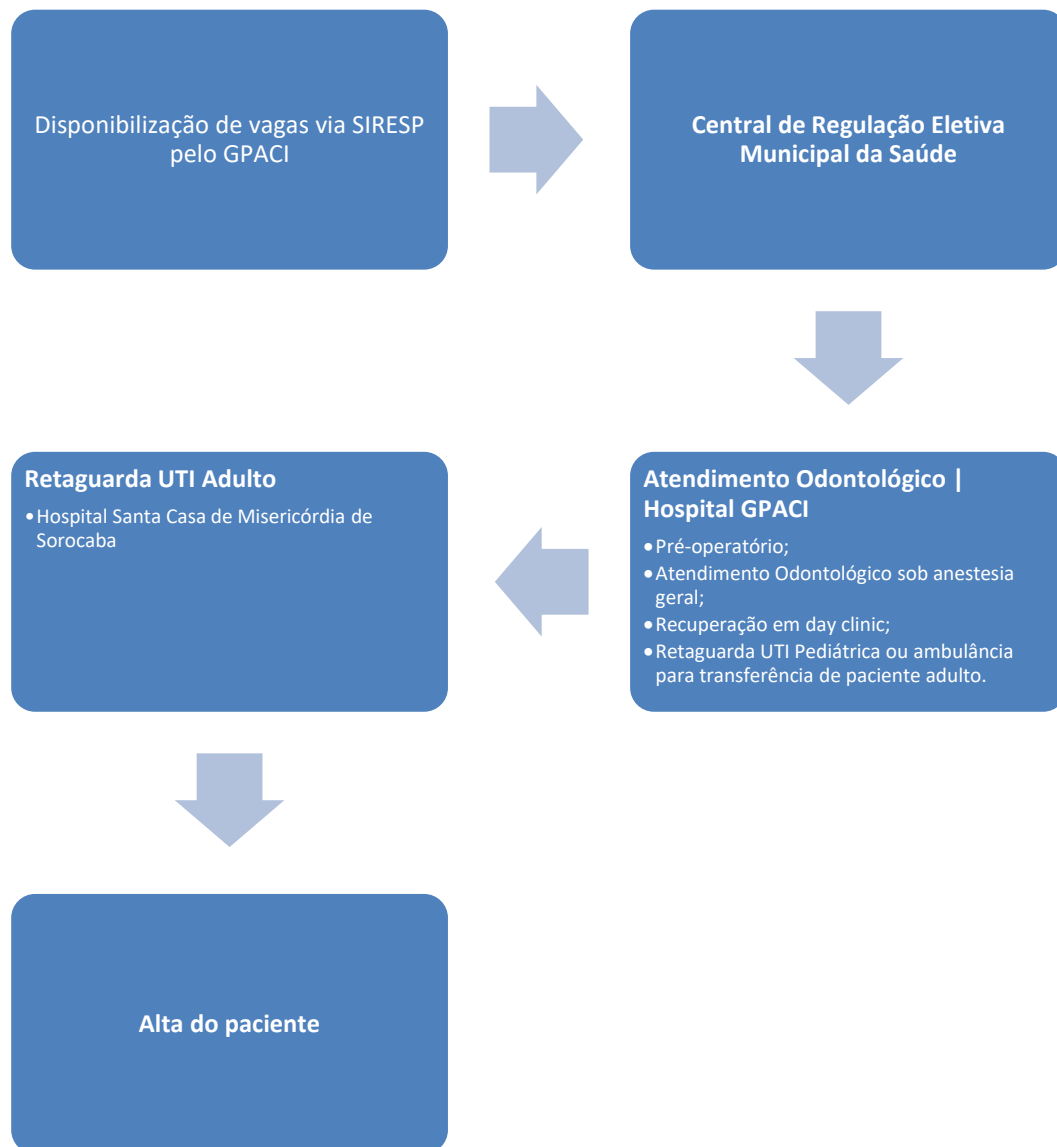 Disponibilização de vagas via SIRESP
pelo GPACI
Central de Regulação Eletiva
Municipal da Saúde
Atendimento Odontológico |
Hospital GPACI
•Pré-operatório;
•Atendimento Odontológico sob anestesia
geral;
•Recuperação em day clinic;
•Retaguarda UTI Pediátrica ou ambulância
para transferência de paciente adulto.
Retaguarda UTI Adulto
•Hospital Santa Casa de Misericórdia de
Sorocaba
Alta do paciente